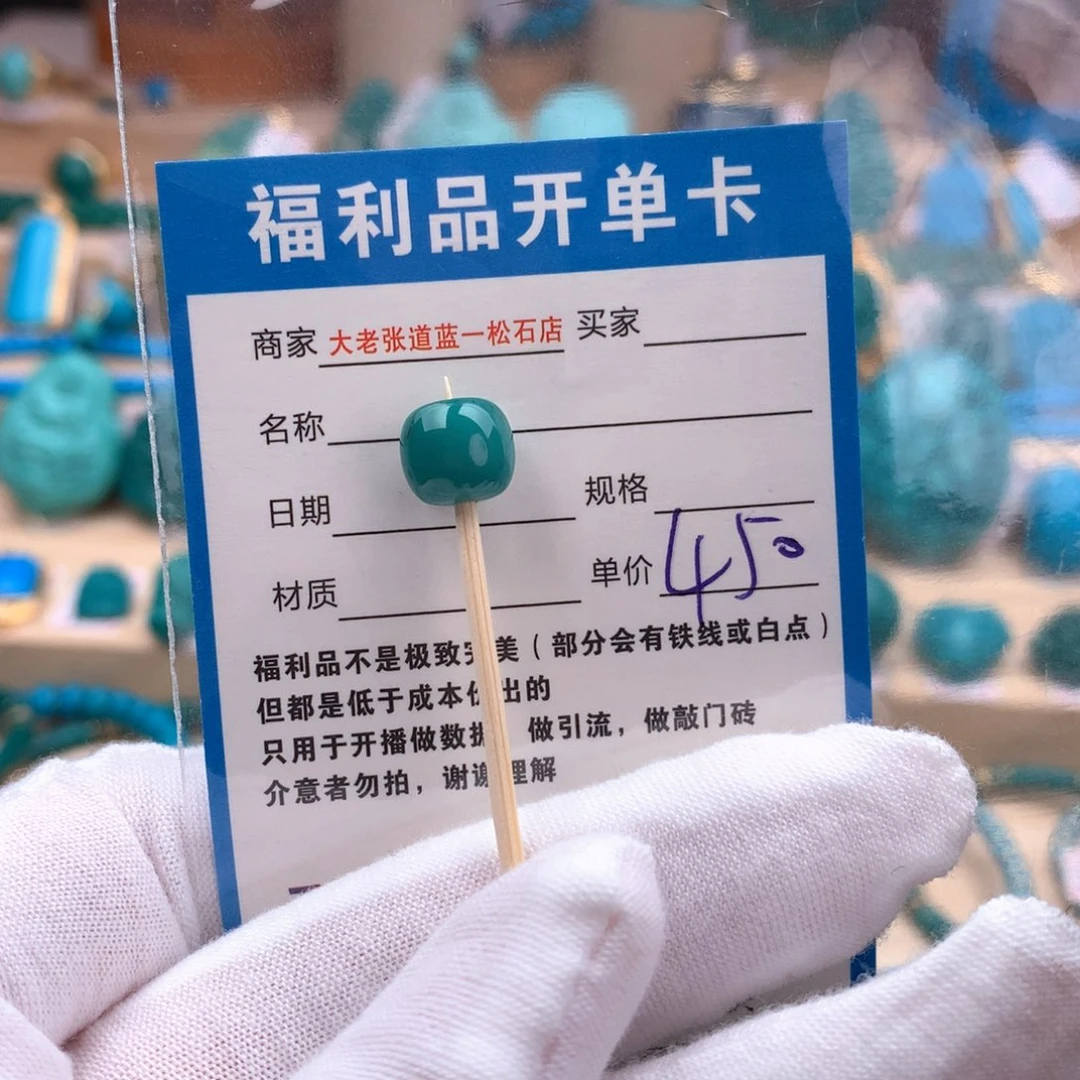 福利品开单卡
商家 大老张道蓝一松石店 买家
名称
日期 规格
材质 单价 450
福利品不是极致完美（部分会有铁线或白点）
但都是低于成本价出的
只用于开播做数据 做引流，做敲门砖
介意者勿拍，谢谢理解